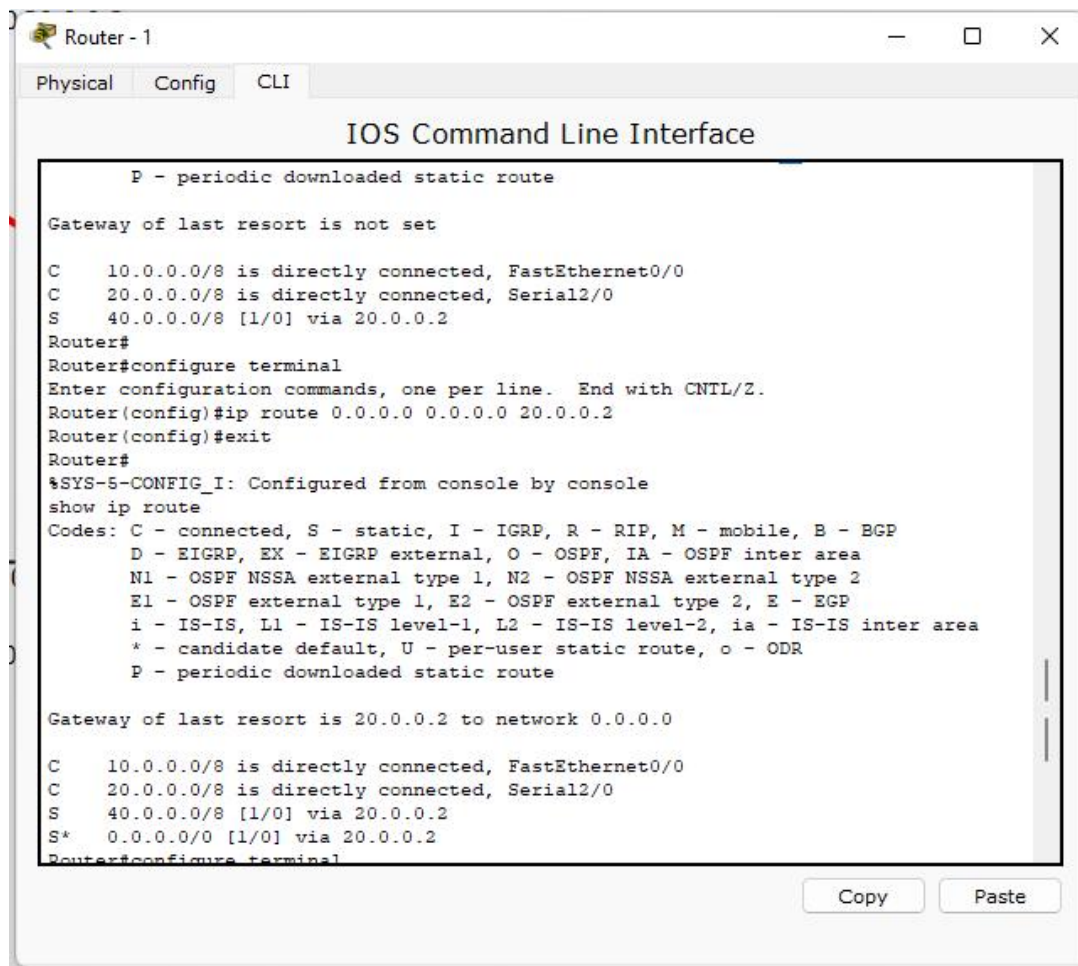 Router - 1
Physical Config CLI
IOS Command Line Interface
P - periodic downloaded static route
Gateway of last resort is not set
C 10.0.0.0/8 is directly connected, FastEthernet0/0
C 20.0.0.0/8 is directly connected, Serial2/0
S 40.0.0.0/8 [1/0] via 20.0.0.2
Router#
Router#configure terminal
Enter configuration commands, one per line. End with CNTL/Z.
Router(config)#ip route 0.0.0.0 0.0.0.0 20.0.0.2
Router(config)#exit
Router#
%SYS-5-CONFIG_I: Configured from console by console
show ip route
Codes: C - connected, S - static, I - IGRP, R - RIP, M - mobile, B - BGP
D - EIGRP, EX - EIGRP external, O - OSPF, IA - OSPF inter area
N1 - OSPF NSSA external type 1, N2 - OSPF NSSA external type 2
E1 - OSPF external type 1, E2 - OSPF external type 2, E - EGP
i - IS-IS, L1 - IS-IS level-1, L2 - IS-IS level-2, ia - IS-IS inter area
* - candidate default, U - per-user static route, o - ODR
P - periodic downloaded static route
Gateway of last resort is 20.0.0.2 to network 0.0.0.0
C 10.0.0.0/8 is directly connected, FastEthernet0/0
C 20.0.0.0/8 is directly connected, Serial2/0
S 40.0.0.0/8 [1/0] via 20.0.0.2
S* 0.0.0.0/0 [1/0] via 20.0.0.2
Router#configure terminal
Copy Paste